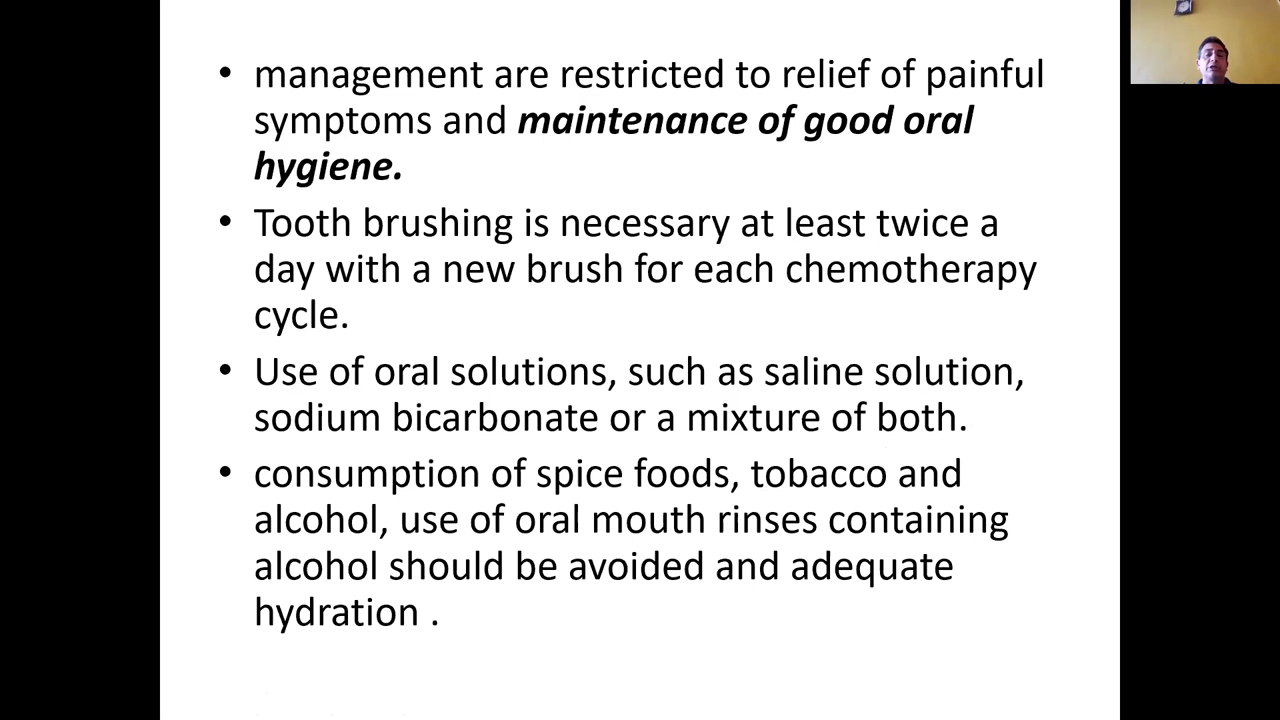 • management are restricted to relief of painful
symptoms and maintenance of good oral
hygiene.
• Tooth brushing is necessary at least twice a
day with a new brush for each chemotherapy
cycle.
• Use of oral solutions, such as saline solution,
sodium bicarbonate or a mixture of both.
• consumption of spice foods, tobacco and
alcohol, use of oral mouth rinses containing
alcohol should be avoided and adequate
hydration .